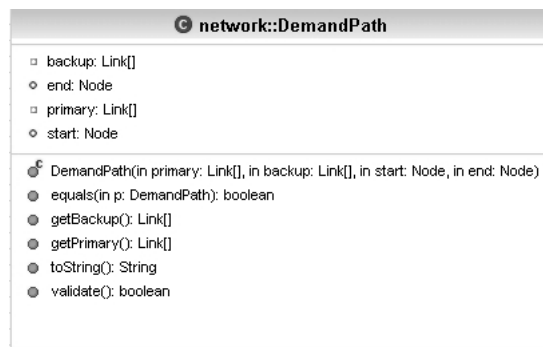 C network::DemandPath
backup: Link[]
end: Node
primary: Link[]
start: Node
C DemandPath(in primary: Link[], in backup: Link[], in start: Node, in end: Node)
equals(in p: DemandPath): boolean
getBackup(): Link[]
getPrimary(): Link[]
toString(): String
validate(): boolean